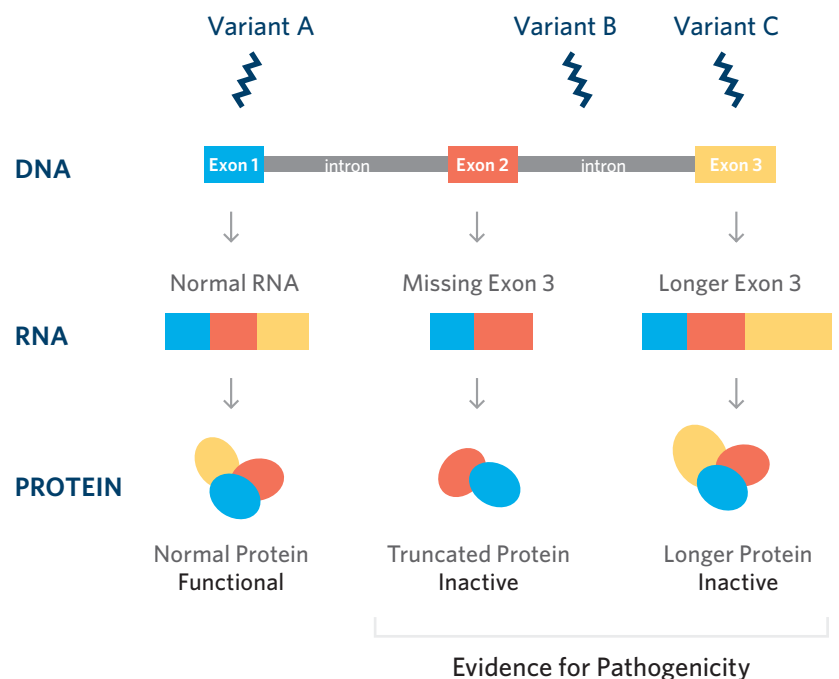 Variant A Variant B Variant C
DNA Exon 1 intron Exon 2 intron Exon 3
Normal RNA Missing Exon 3 Longer Exon 3
RNA
PROTEIN
Normal Protein Truncated Protein Longer Protein
Functional Inactive Inactive
Evidence for Pathogenicity